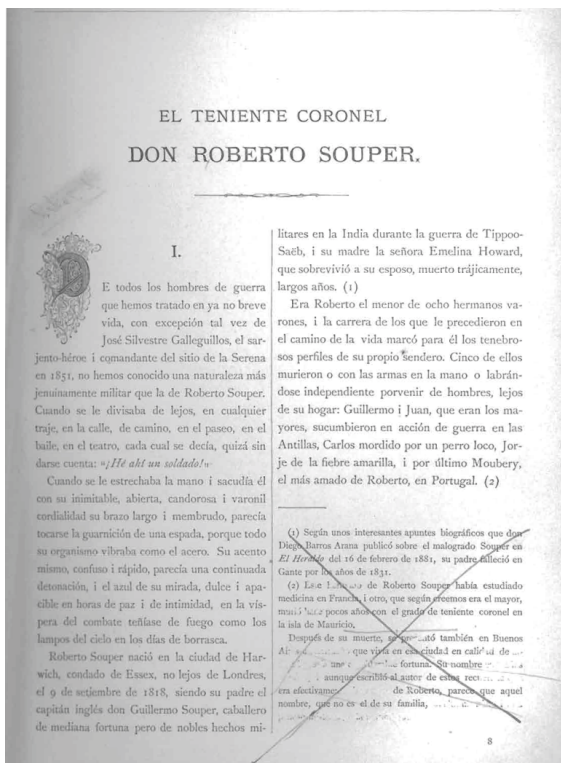 EL TENIENTE CORONEL
DON ROBERTO SOUPER.
I.
DE todos los hombres de guerra
que hemos tratado en ya no breve
vida, con excepción tal vez de
José Silvestre Galleguillos, el sar-
jento-héroe i comandante del sitio de la Serena
en 1851, no hemos conocido una naturaleza más
jenuinamente militar que la de Roberto Souper.
Cuando se le divisaba de lejos, en cualquier
traje, en la calle, de camino, en el paseo, en el
baile, en el teatro, cada cual se decía, quizá sin
darse cuenta: "¡Hé ahí un soldado!"
Cuando se le estrechaba la mano i sacudía él
con su inimitable, abierta, candorosa i varonil
cordialidad su brazo largo i membrudo, parecía
tocarse la guarnición de una espada, porque todo
su organismo vibraba como el acero. Su acento
mismo, confuso i rápido, parecía una continuada
detonación, i el azul de su mirada, dulce i apa-
cible en horas de paz i de intimidad, en la vís-
pera del combate teñíase de fuego como los
lampos del cielo en los días de borrasca.
Roberto Souper nació en la ciudad de Har-
wich, condado de Essex, no lejos de Londres,
el 9 de setiembre de 1818, siendo su padre el
capitán inglés don Guillermo Souper, caballero
de mediana fortuna pero de nobles hechos mi-
litares en la India durante la guerra de Tippoo-
Saëb, i su madre la señora Emelina Howard,
que sobrevivió a su esposo, muerto trájicamente,
largos años. (1)
Era Roberto el menor de ocho hermanos va-
rones, i la carrera de los que le precedieron en
el camino de la vida marcó para él los tenebro-
sos perfiles de su propio sendero. Cinco de ellos
murieron o con las armas en la mano o labrán-
dose independiente porvenir de hombres, lejos
de su hogar: Guillermo i Juan, que eran los ma-
yores, sucumbieron en acción de guerra en las
Antillas, Carlos mordido por un perro loco, Jor-
je de la fiebre amarilla, i por último Moubery,
el más amado de Roberto, en Portugal. (2)
(1) Según unos interesantes apuntes biográficos que don
Diego Barros Arana publicó sobre el malogrado Souper en
El Heraldo del 16 de febrero de 1881, su padre falleció en
Gante por los años de 1831.
(2) de Roberto Souper había estudiado
medicina en Francia, i otro, que según creemos era el mayor,
pocos años con el grado de teniente coronel en
la isla de Mauricio.
Después de su muerte, se también en Buenos
que vivía en esa ciudad en de
fortuna. Su nombre
aunque escribió al autor de estos
era de Roberto, parece que aquel
nombre, que no es el de su familia,
8